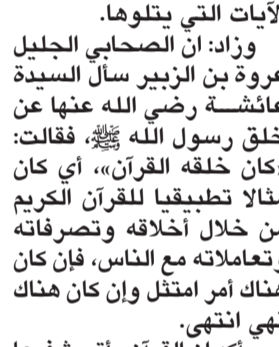 لآيات التي يتلوها.
وزاد: ان الصحابي الجليل
عروة بن الزبير سأل السيدة
عائشــة رضي الله عنها عن
خلق رسول الله ﷺ، فقالت:
«كان خلقه القرآن»، أي كان
مثالا تطبيقيا للقرآن الكريم
من خلال أخلاقه وتصرفاته
وتعاملاته مع الناس، فإن كان
هناك أمر امتثل وإن كان هناك
نهي انتهى.